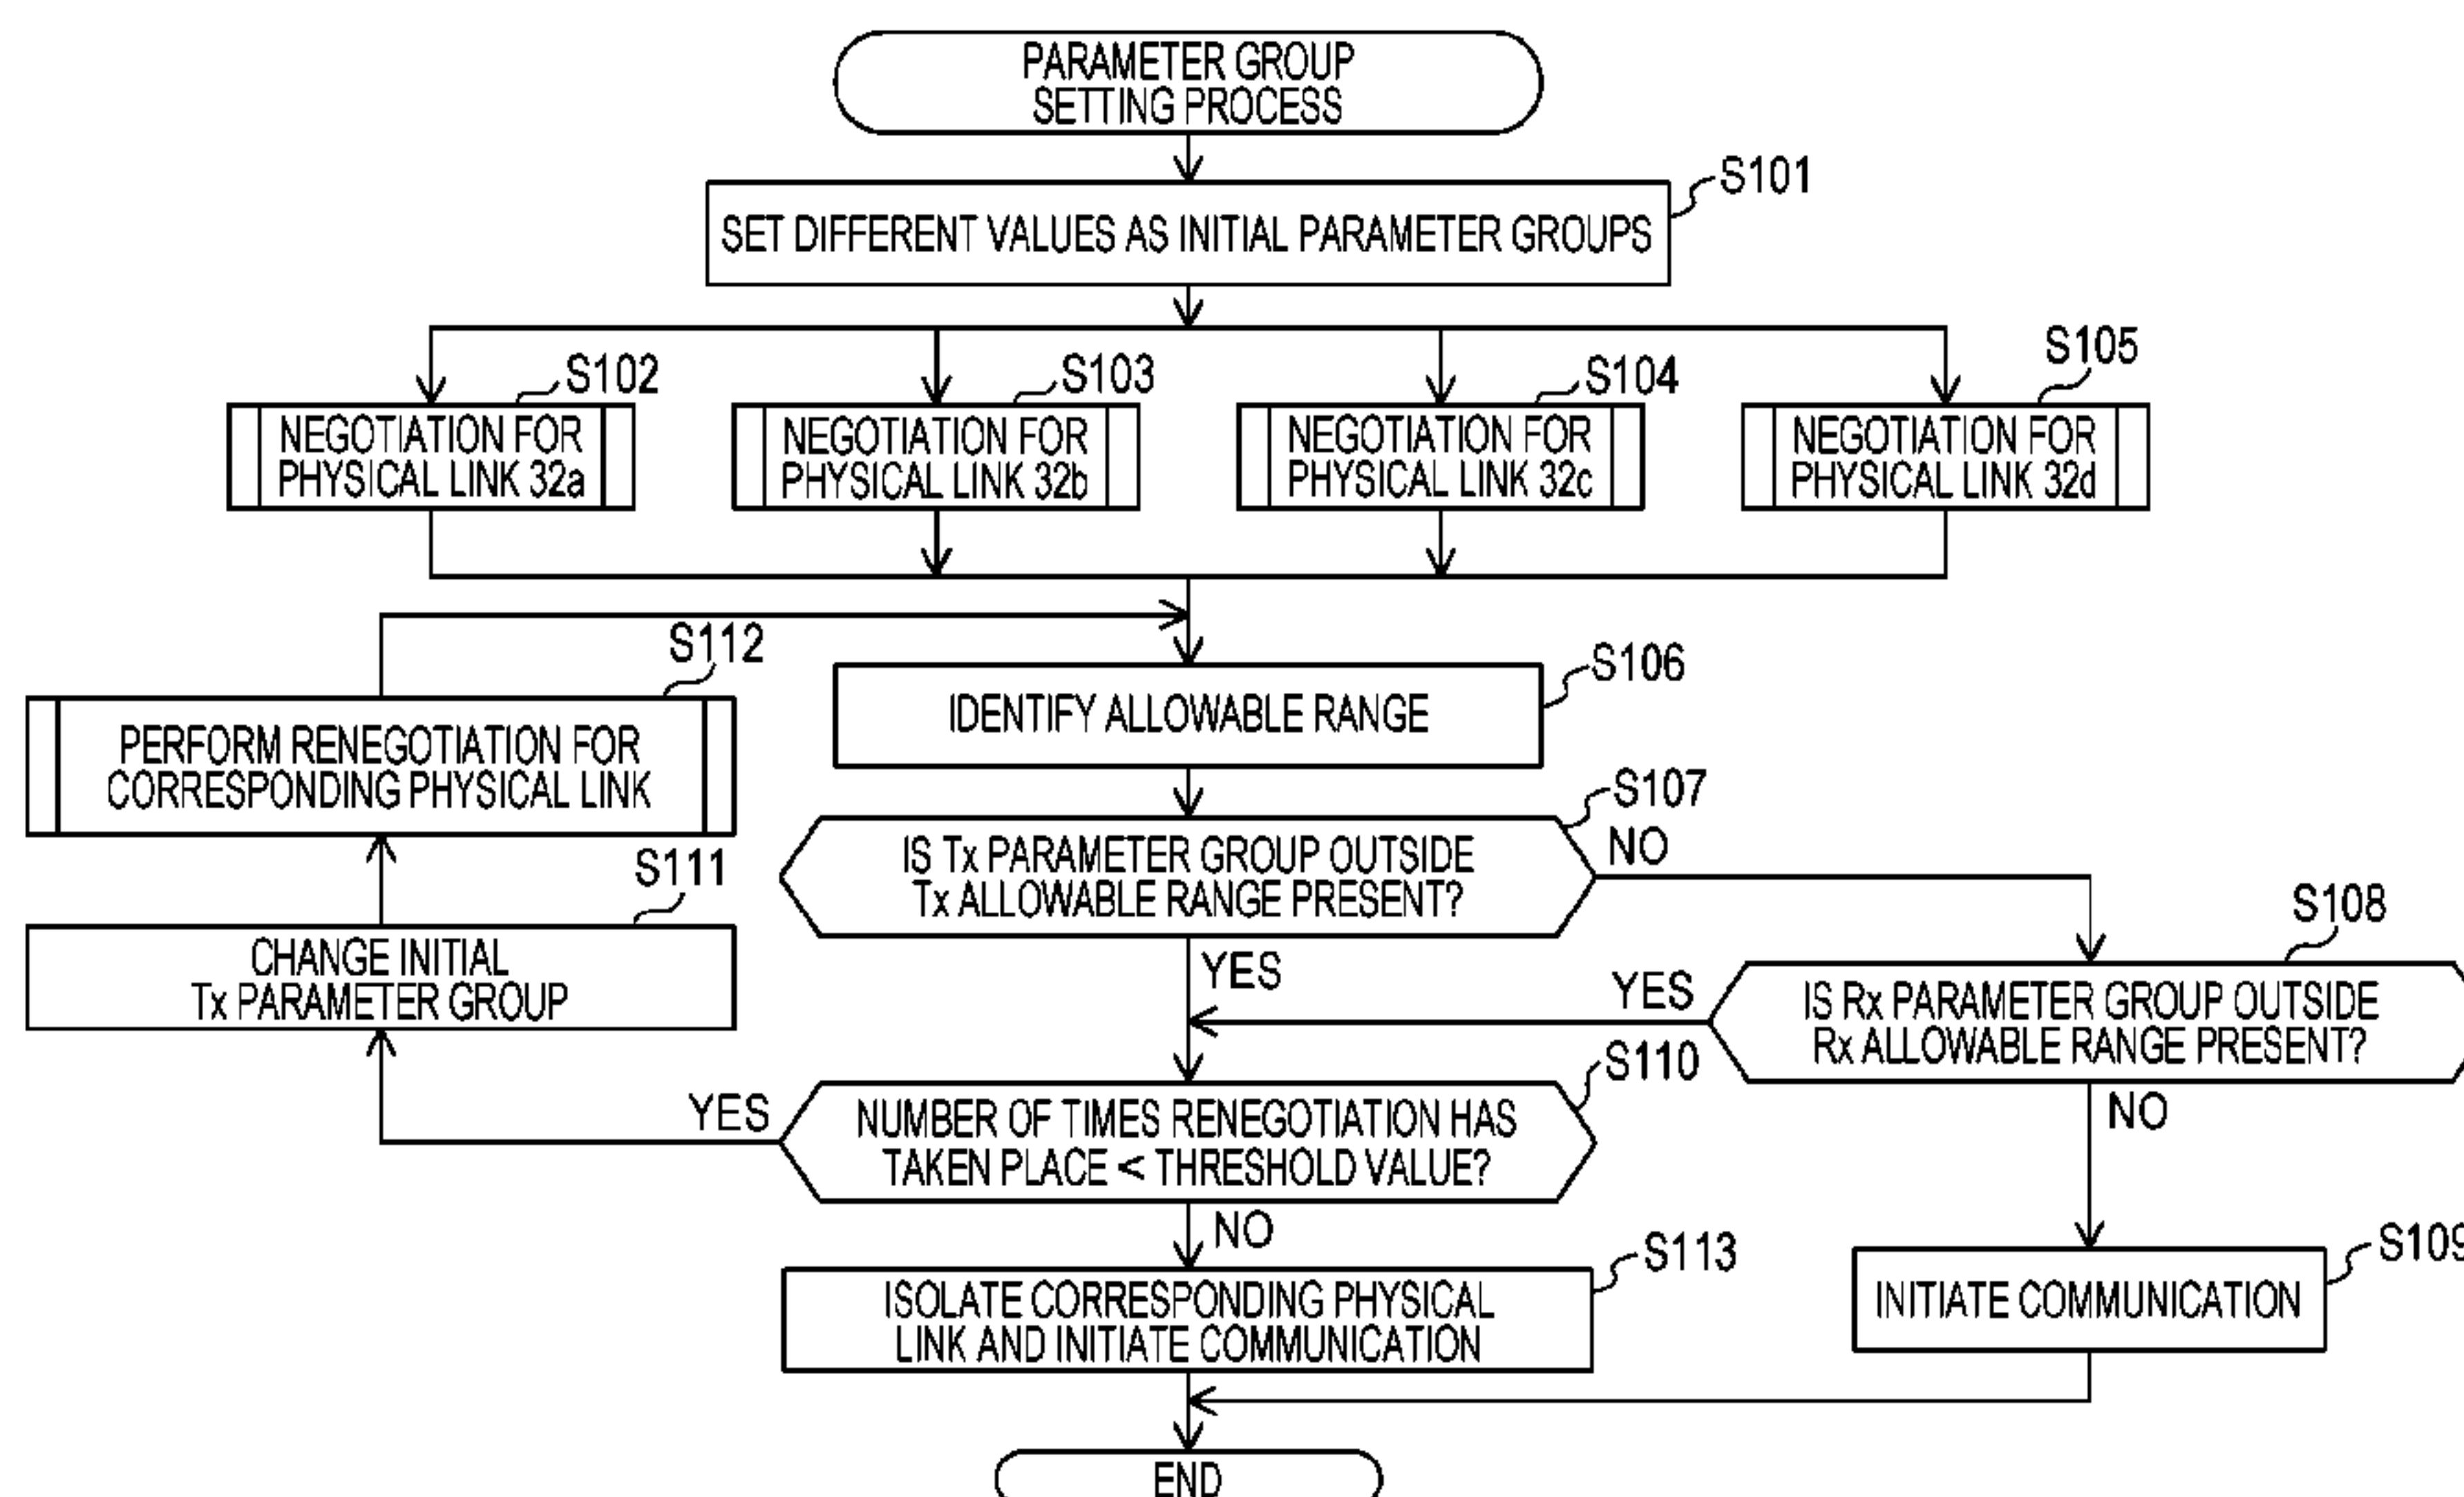 PARAMETER GROUP
SETTING PROCESS
S101
SET DIFFERENT VALUES AS INITIAL PARAMETER GROUPS
S102
S103
S104
S105
NEGOTIATION FOR
PHYSICAL LINK 32a
NEGOTIATION FOR
PHYSICAL LINK 32b
NEGOTIATION FOR
PHYSICAL LINK 32c
NEGOTIATION FOR
PHYSICAL LINK 32d
S112
S106
PERFORM RENEGOTIATION FOR
CORRESPONDING PHYSICAL LINK
IDENTIFY ALLOWABLE RANGE
S107
IS Tx PARAMETER GROUP OUTSIDE
Tx ALLOWABLE RANGE PRESENT?
NO
S111
S108
CHANGE INITIAL
Tx PARAMETER GROUP
YES
YES
IS Rx PARAMETER GROUP OUTSIDE
Rx ALLOWABLE RANGE PRESENT?
S110
YES
NUMBER OF TIMES RENEGOTIATION HAS
TAKEN PLACE < THRESHOLD VALUE?
NO
NO
S113
S109
ISOLATE CORRESPONDING PHYSICAL
LINK AND INITIATE COMMUNICATION
INITIATE COMMUNICATION
END